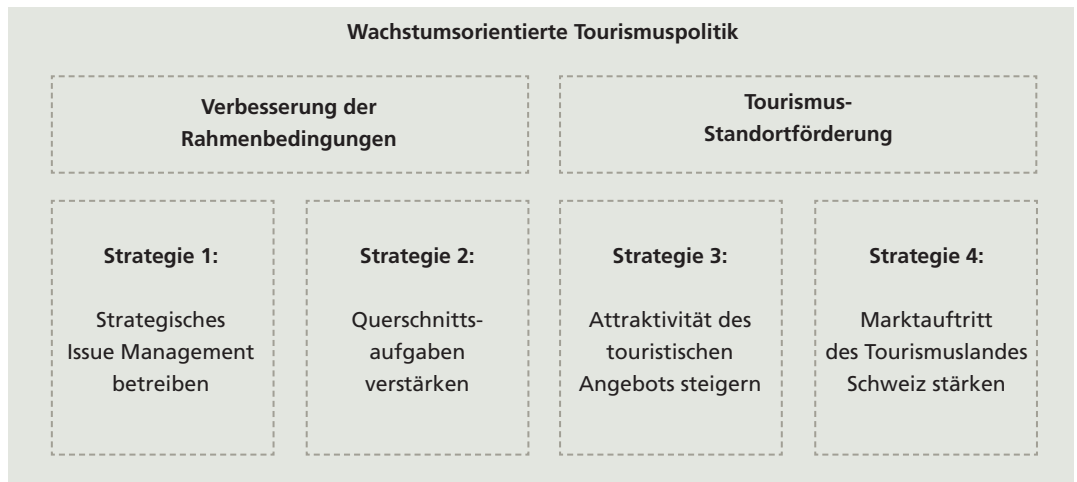 Wachstumsorientierte Tourismuspolitik
Verbesserung der
Rahmenbedingungen
Tourismus-
Standortförderung
Strategie 1:
Strategisches
Issue Management
betreiben
Strategie 2:
Querschnitts-
aufgaben
verstärken
Strategie 3:
Attraktivität des
touristischen
Angebots steigern
Strategie 4:
Marktauftritt
des Tourismuslandes
Schweiz stärken